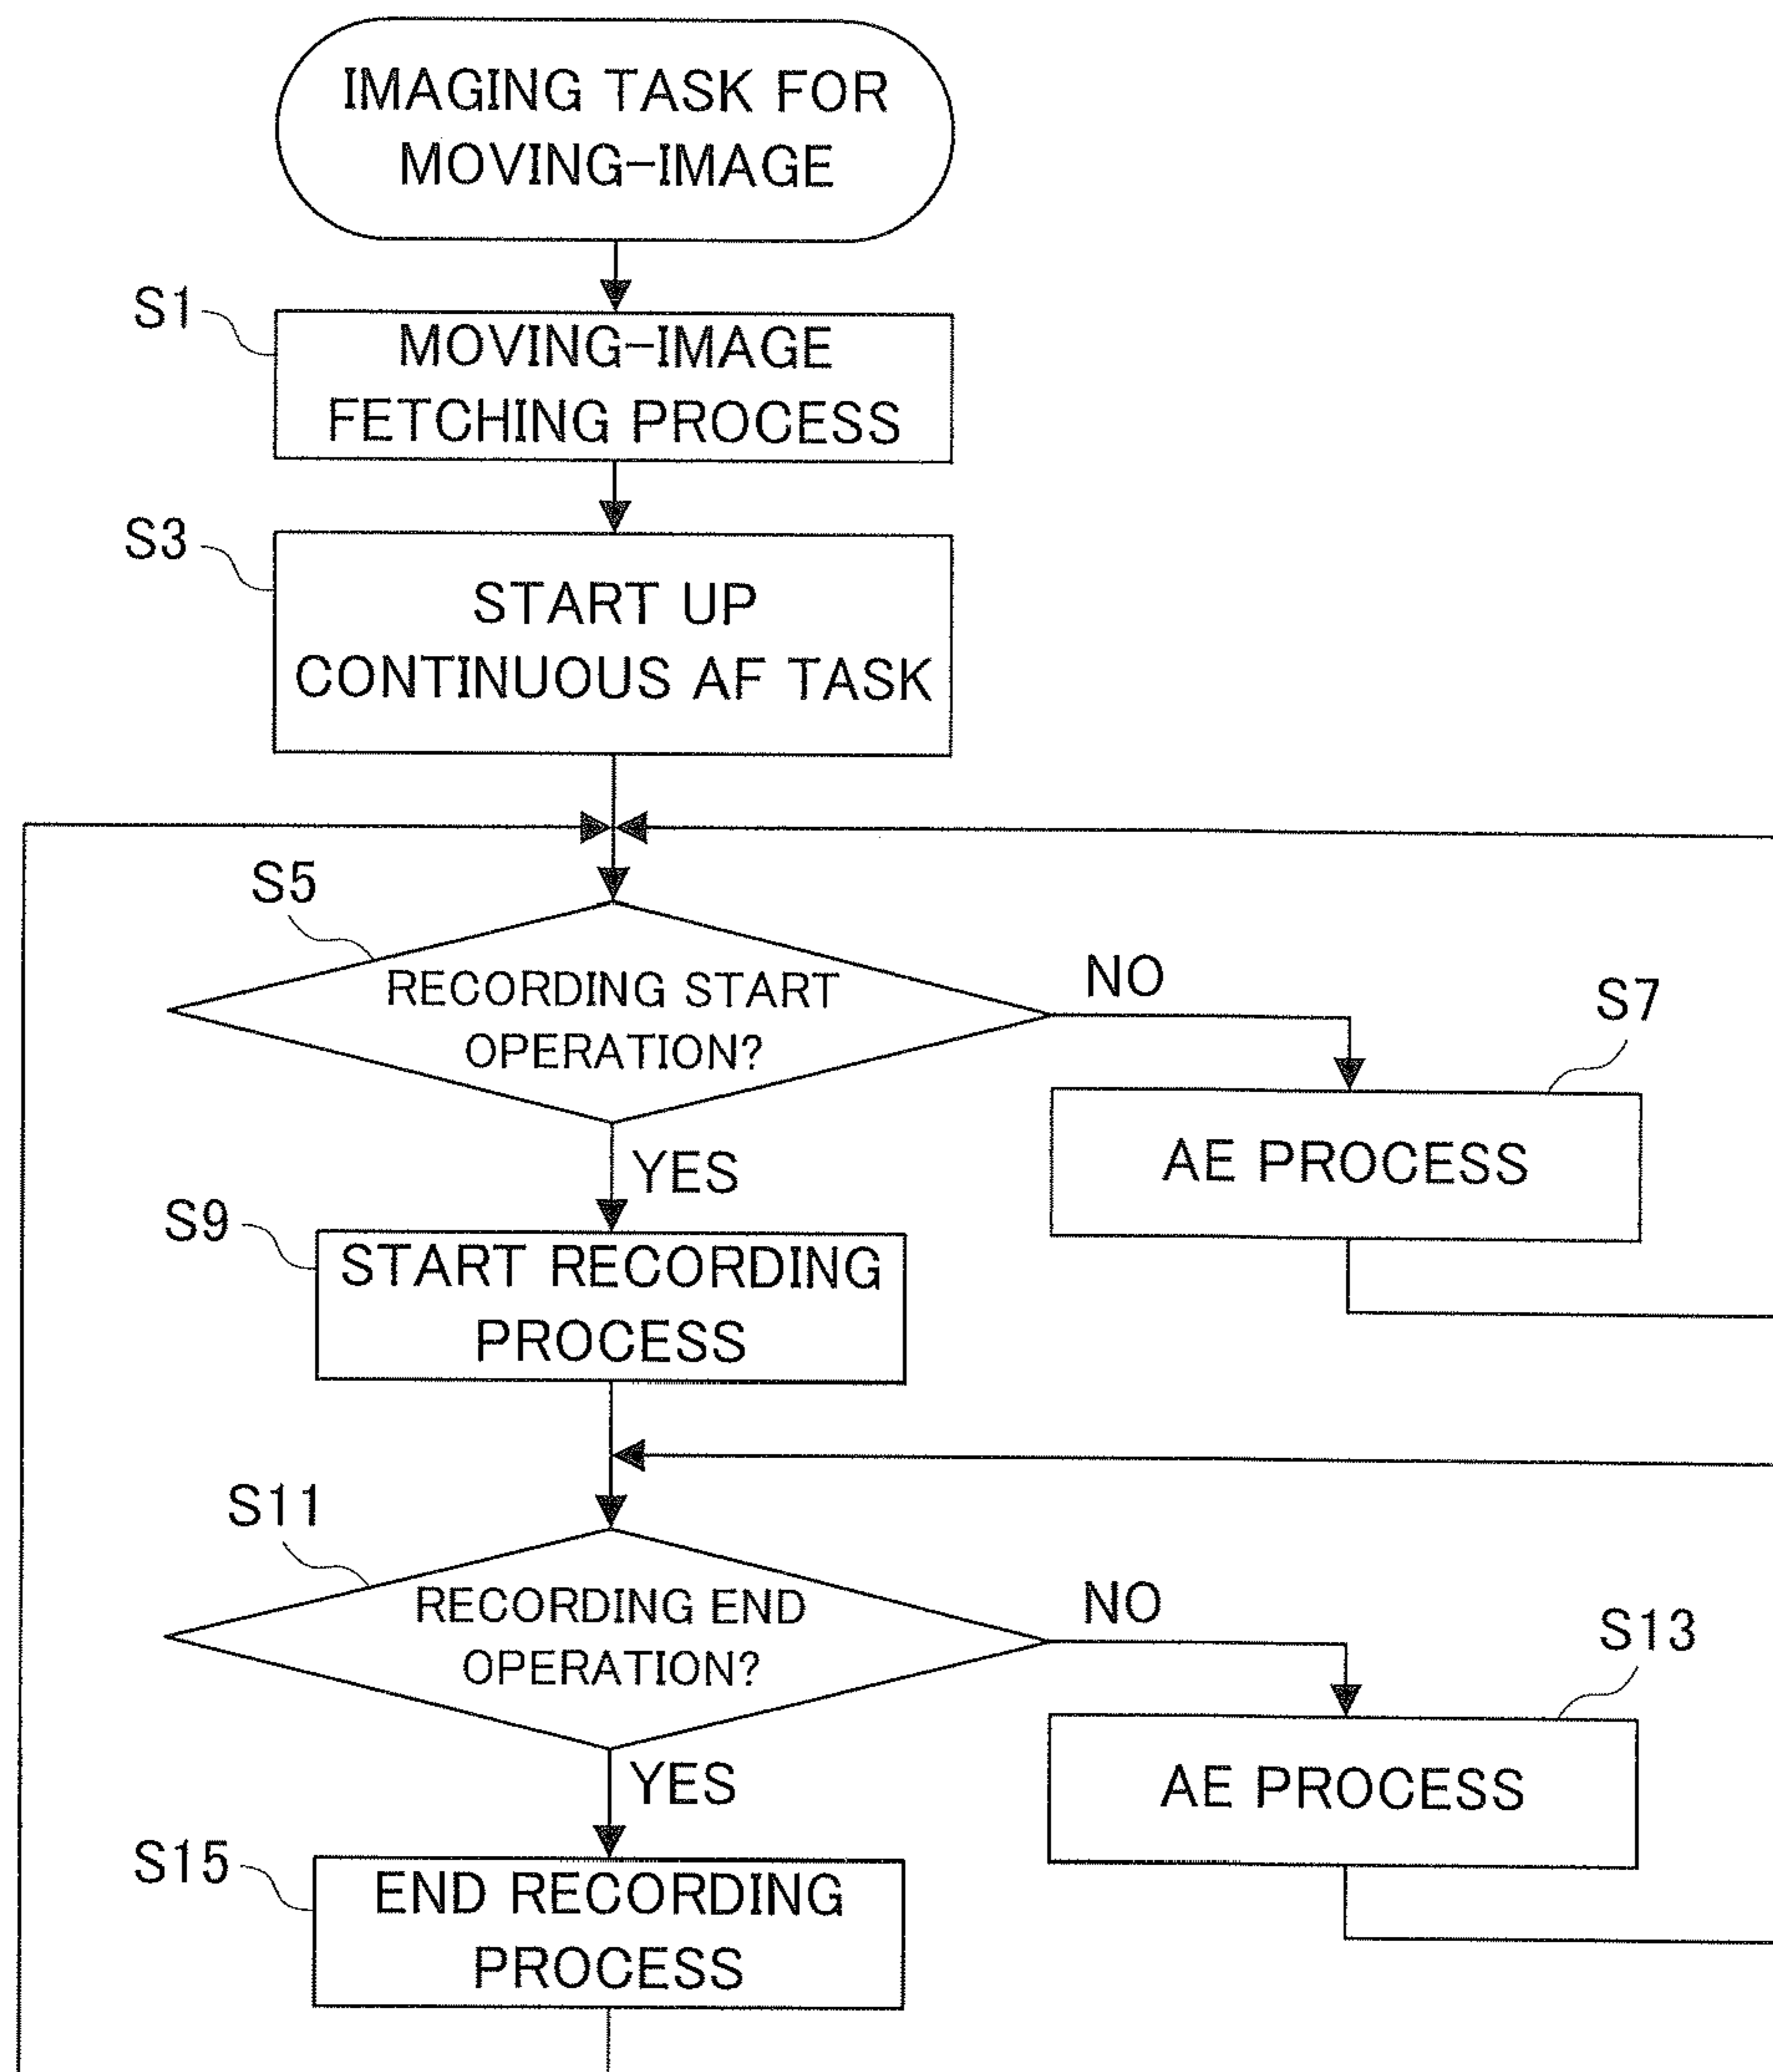 IMAGING TASK FOR
MOVING-IMAGE
S1
MOVING-IMAGE
FETCHING PROCESS
S3
START UP
CONTINUOUS AF TASK
S5
RECORDING START
OPERATION?
NO
S7
AE PROCESS
YES
S9
START RECORDING
PROCESS
S11
RECORDING END
OPERATION?
NO
S13
AE PROCESS
YES
S15
END RECORDING
PROCESS